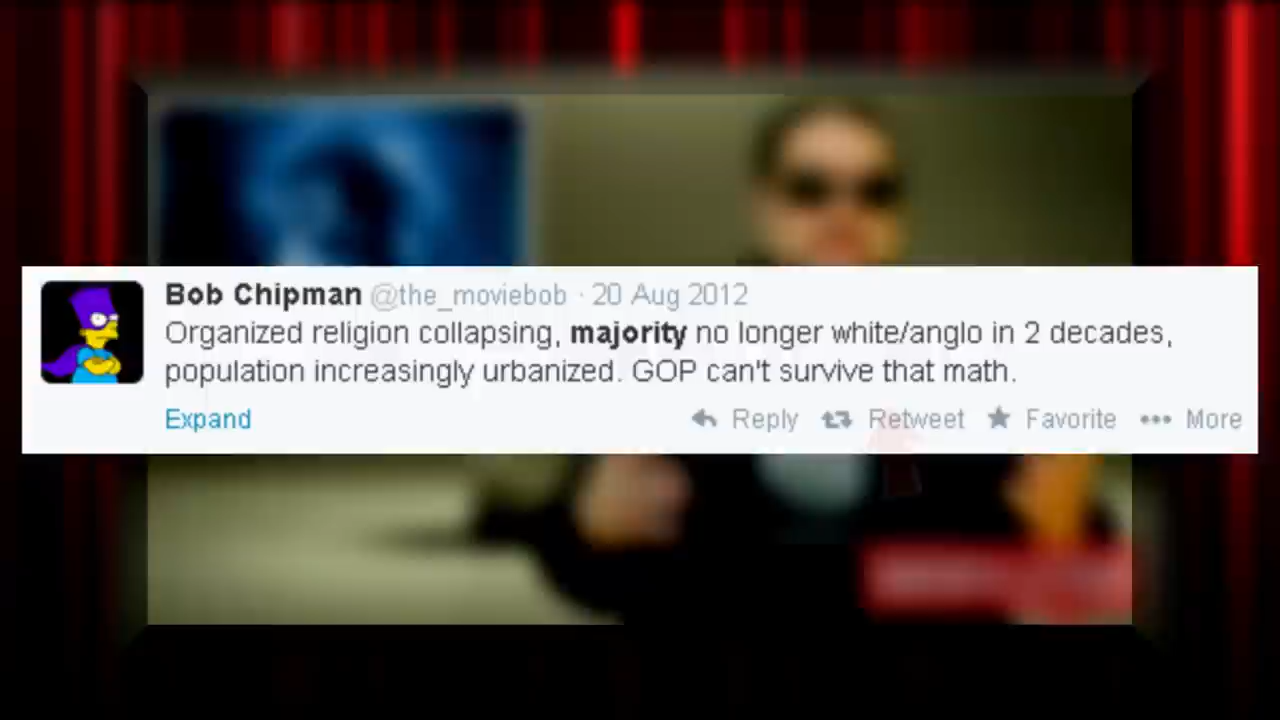 Bob Chipman @the_moviebob · 20 Aug 2012
Organized religion collapsing, majority no longer white/anglo in 2 decades,
population increasingly urbanized. GOP can't survive that math.
Expand Reply Retweet Favorite More